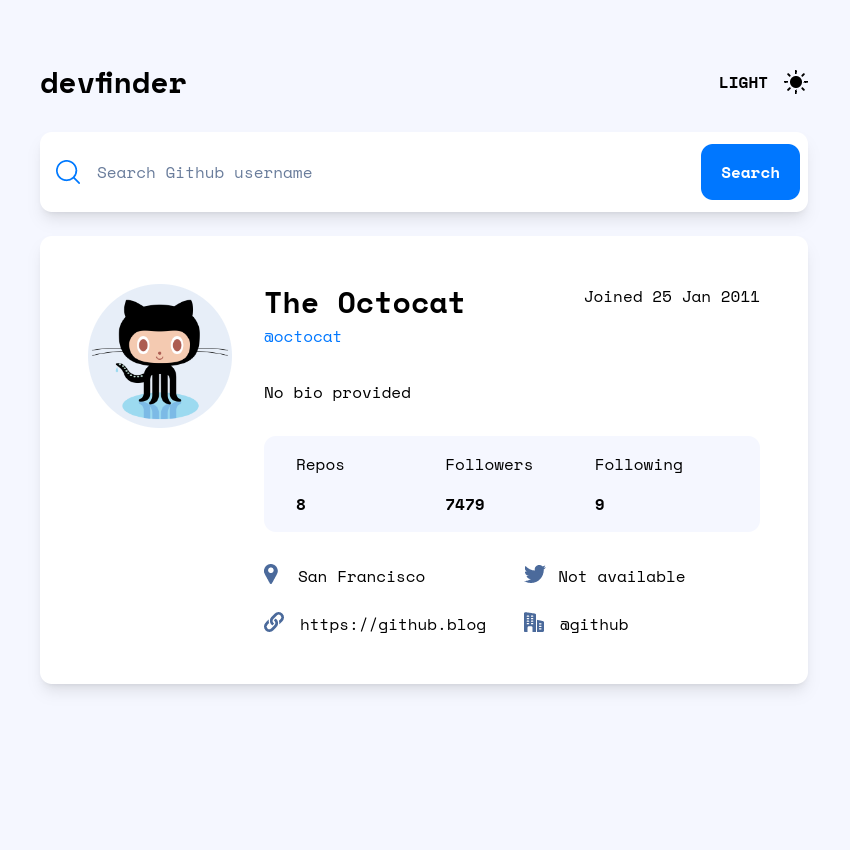 devfinder
LIGHT
Search Github username
Search
The Octocat
Joined 25 Jan 2011
@octocat
No bio provided
Repos
Followers
Following
8
7479
9
San Francisco
Not available
https://github.blog
@github